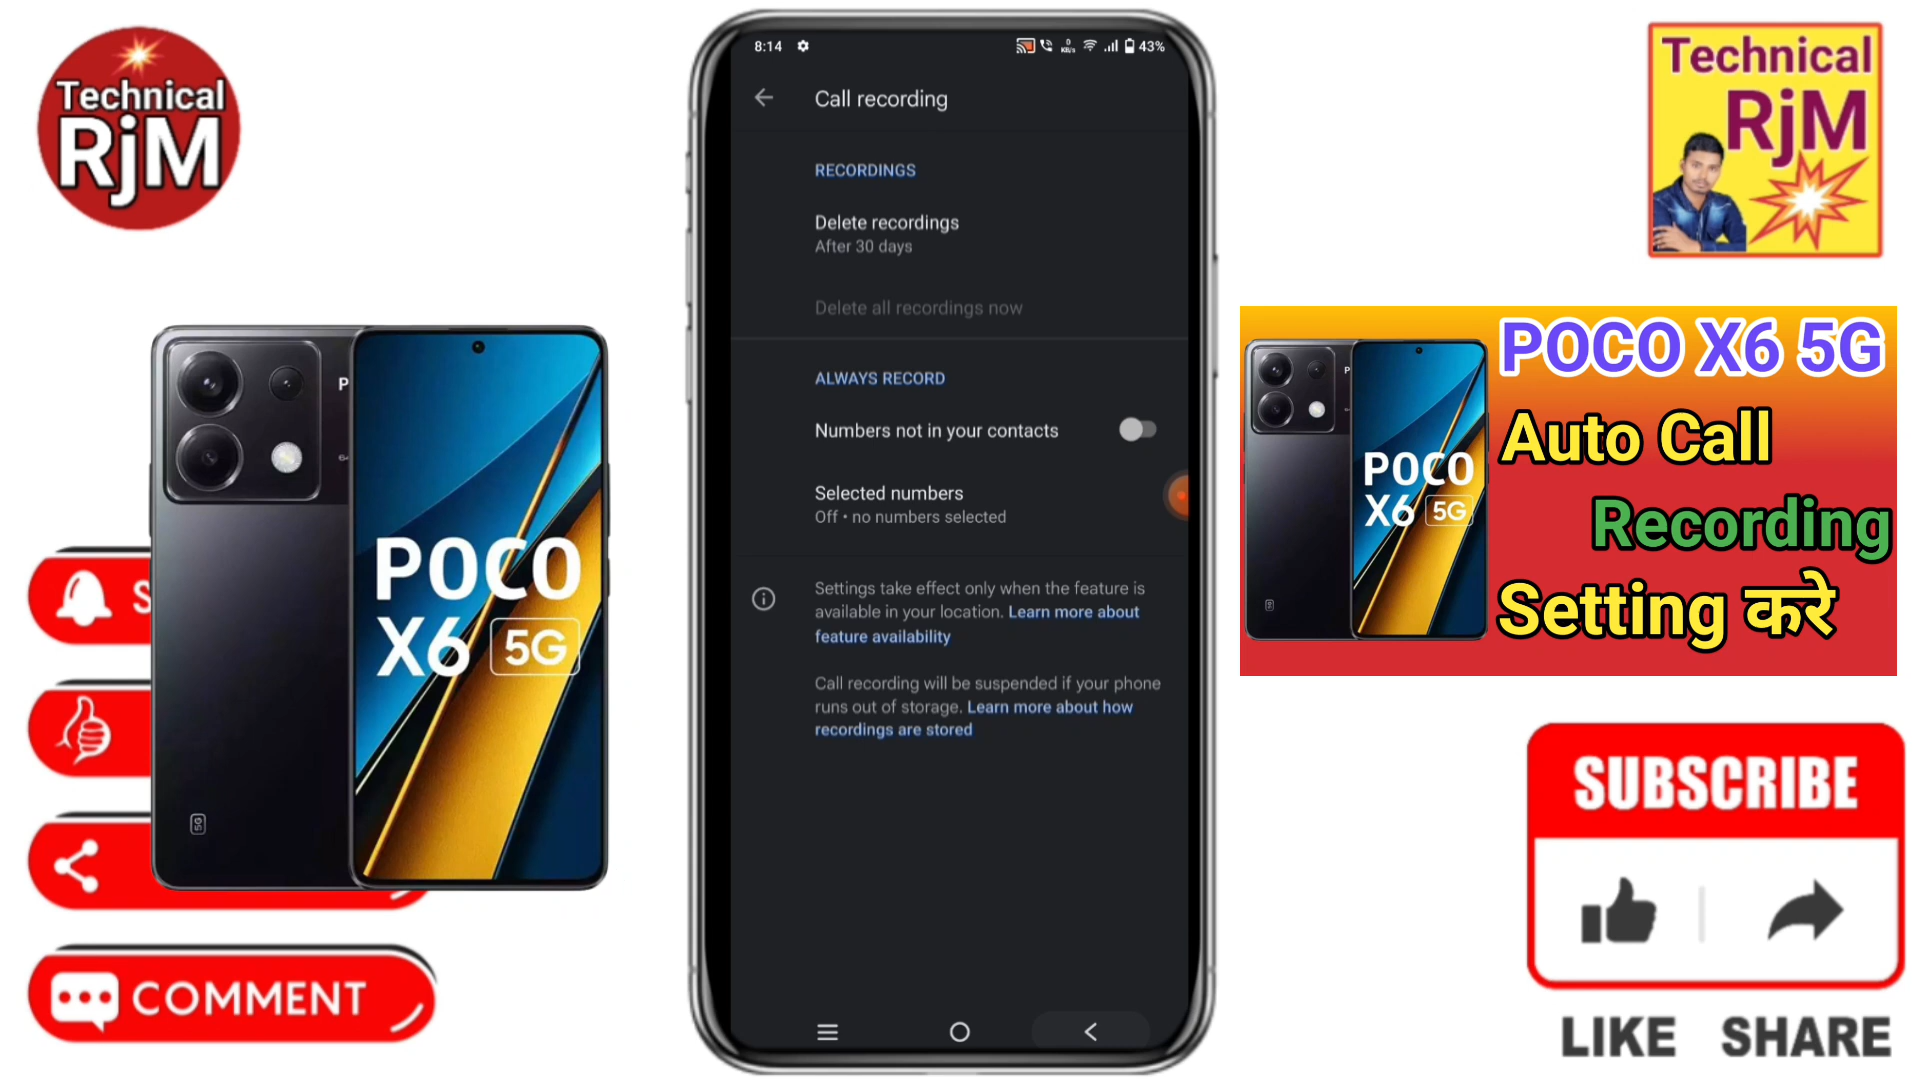 Technical
RjM
8:14
43%
Call recording
RECORDINGS
Delete recordings
After 30 days
Delete all recordings now
ALWAYS RECORD
Numbers not in your contacts
Selected numbers
Off • no numbers selected
Settings take effect only when the feature is
available in your location. Learn more about
feature availability
Call recording will be suspended if your phone
runs out of storage. Learn more about how
recordings are stored
Technical
RjM
POCO
X6 5G
5G
COMMENT
POCO X6 5G
Auto Call
Recording
Setting करे
POCO
X6 5G
SUBSCRIBE
LIKE SHARE